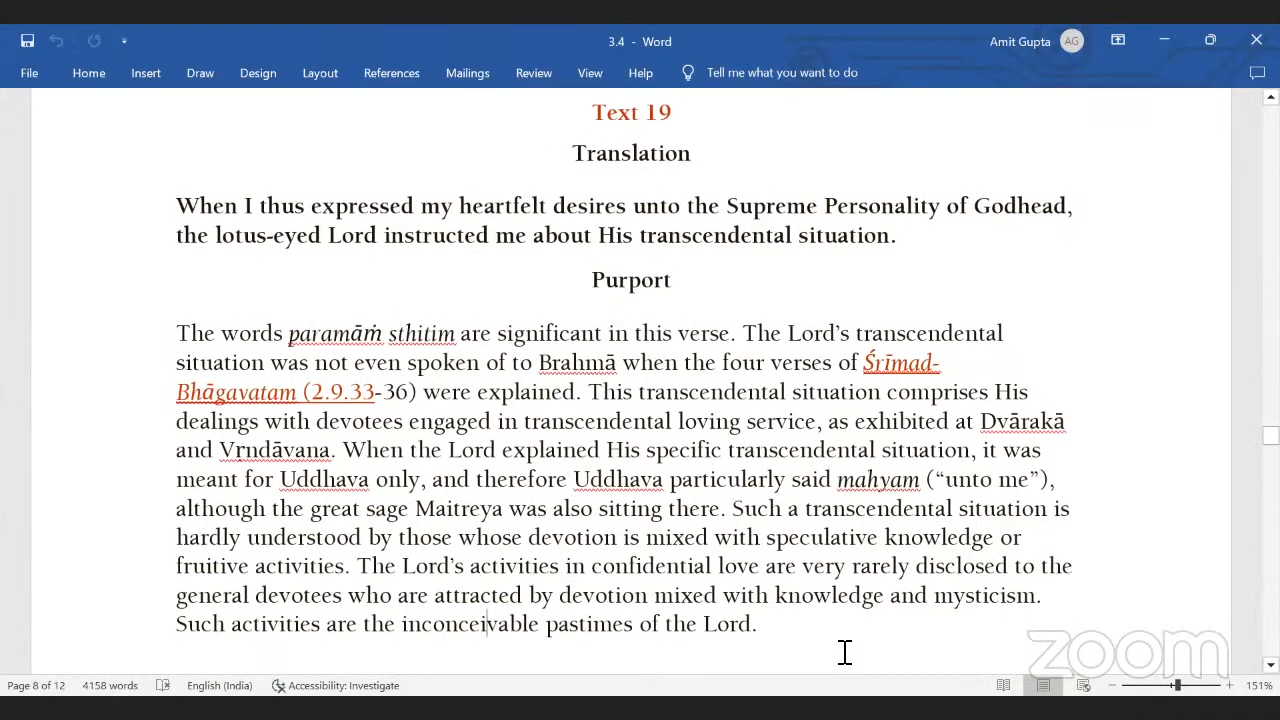 3.4 - Word
Amit Gupta AG
File Home Insert Draw Design Layout References Mailings Review View Help Tell me what you want to do
Text 19
Translation
When I thus expressed my heartfelt desires unto the Supreme Personality of Godhead,
the lotus-eyed Lord instructed me about His transcendental situation.
Purport
The words paramāṁ sthitim are significant in this verse. The Lord’s transcendental
situation was not even spoken of to Brahmā when the four verses of Śrīmad-
Bhāgavatam (2.9.33-36) were explained. This transcendental situation comprises His
dealings with devotees engaged in transcendental loving service, as exhibited at Dvārakā
and Vṛndāvana. When the Lord explained His specific transcendental situation, it was
meant for Uddhava only, and therefore Uddhava particularly said mahyam (“unto me”),
although the great sage Maitreya was also sitting there. Such a transcendental situation is
hardly understood by those whose devotion is mixed with speculative knowledge or
fruitive activities. The Lord’s activities in confidential love are very rarely disclosed to the
general devotees who are attracted by devotion mixed with knowledge and mysticism.
Such activities are the inconceivable pastimes of the Lord.
zoom
Page 8 of 12 4158 words English (India) Accessibility: Investigate 151%